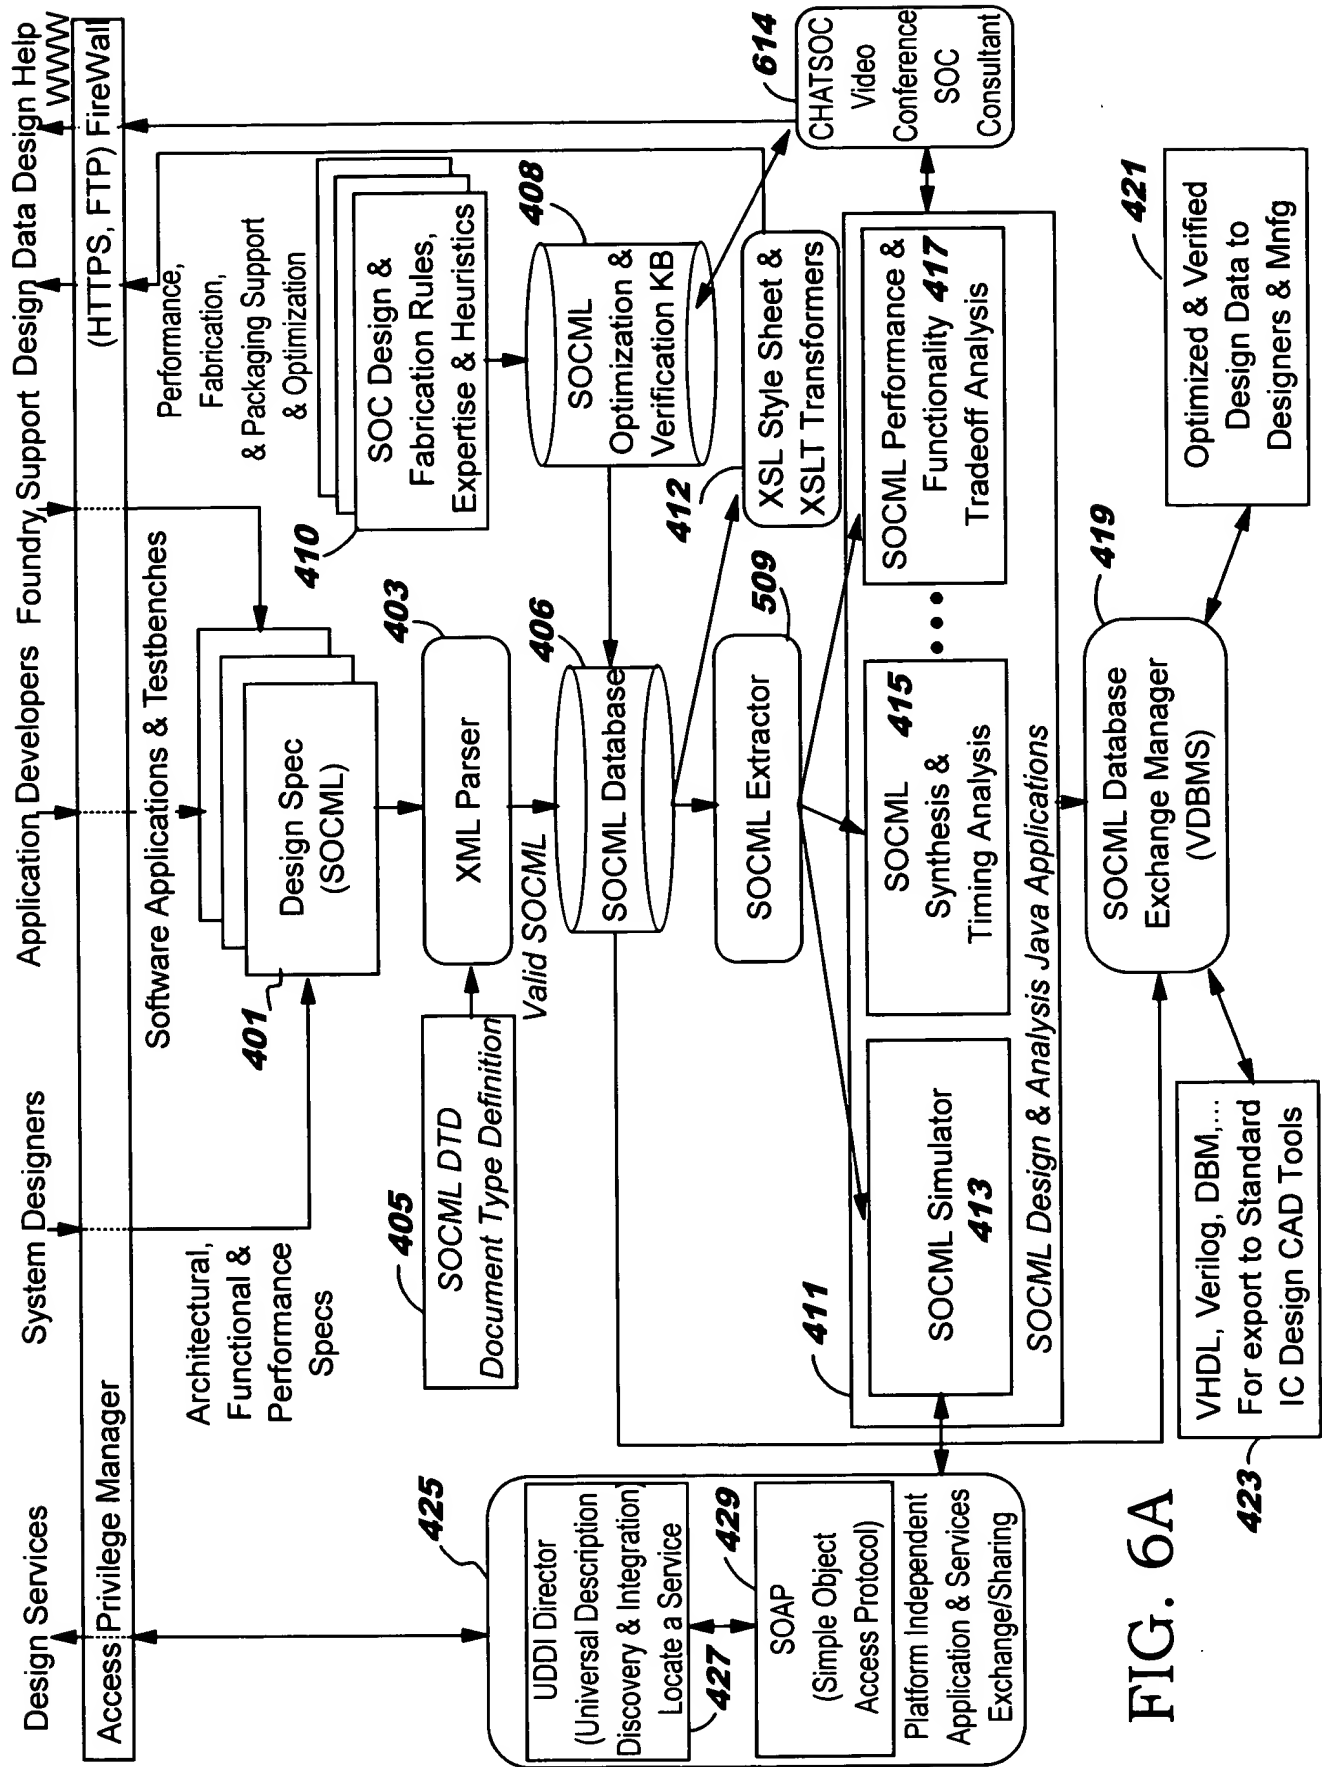 Design Services
System Designers
Application Developers
Foundry Support
Design Data
Design Help
WWW
Access Privilege Manager
(HTTPS, FTP) FireWall
Architectural,
Functional &
Performance
Specs
Software Applications & Testbenches
Performance,
Fabrication,
& Packaging Support
& Optimization
401
Design Spec
(SOCML)
410
SOC Design &
Fabrication Rules,
Expertise & Heuristics
405
SOCML DTD
Document Type Definition
403
XML Parser
Valid SOCML
406
SOCML Database
408
SOCML
Optimization &
Verification KB
425
UDDI Director
(Universal Description
Discovery & Integration)
Locate a Service
427
429
SOAP
(Simple Object
Access Protocol)
Platform Independent
Application & Services
Exchange/Sharing
509
SOCML Extractor
412
XSL Style Sheet &
XSLT Transformers
614
CHATSOC
Video
Conference
SOC
Consultant
411
SOCML Simulator
413
SOCML
415
Synthesis &
Timing Analysis
SOCML Performance &
Functionality 417
Tradeoff Analysis
SOCML Design & Analysis Java Applications
419
SOCML Database
Exchange Manager
(VDBMS)
423
VHDL, Verilog, DBM,...
For export to Standard
IC Design CAD Tools
421
Optimized & Verified
Design Data to
Designers & Mnfg
FIG. 6A